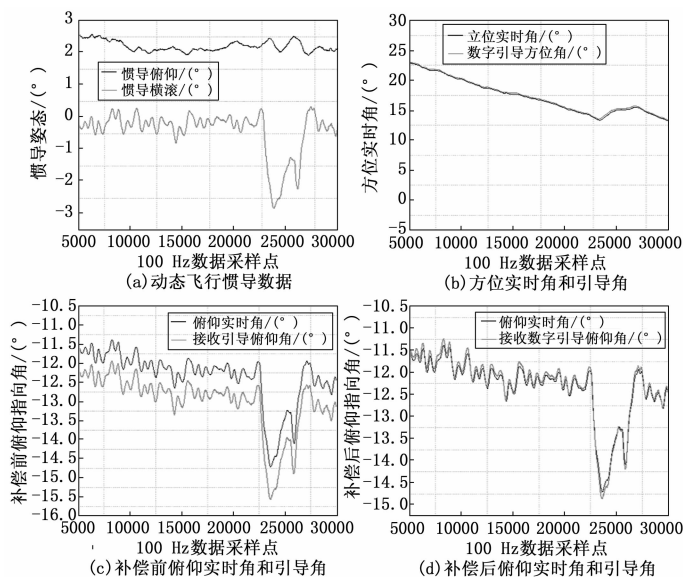 3
2
1
0
-1
-2
-3
惯导姿态/(°)
惯导俯仰/(°)
惯导横滚/(°)
5000 10000 15000 20000 25000 30000
100 Hz数据采样点
(a)动态飞行惯导数据
30
25
20
15
10
5
0
-5
方位实时角/(°)
立位实时角/(°)
数字引导方位角/(°)
5000 10000 15000 20000 25000 30000
100 Hz数据采样点
(b)方位实时角和引导角
-10.5
-11.0
-11.5
-12.0
-12.5
-13.0
-13.5
-14.0
-14.5
-15.0
-15.5
-16.0
补偿前俯仰指向角/(°)
俯仰实时角/(°)
接收引导俯仰角/(°)
5000 10000 15000 20000 25000 30000
100 Hz数据采样点
(c)补偿前俯仰实时角和引导角
-10.5
-11.0
-11.5
-12.0
-12.5
-13.0
-13.5
-14.0
-14.5
-15.0
补偿后俯仰指向角/(°)
俯仰实时角/(°)
接收数字引导俯仰角/(°)
5000 10000 15000 20000 25000 30000
100 Hz数据采样点
(d)补偿后俯仰实时角和引导角